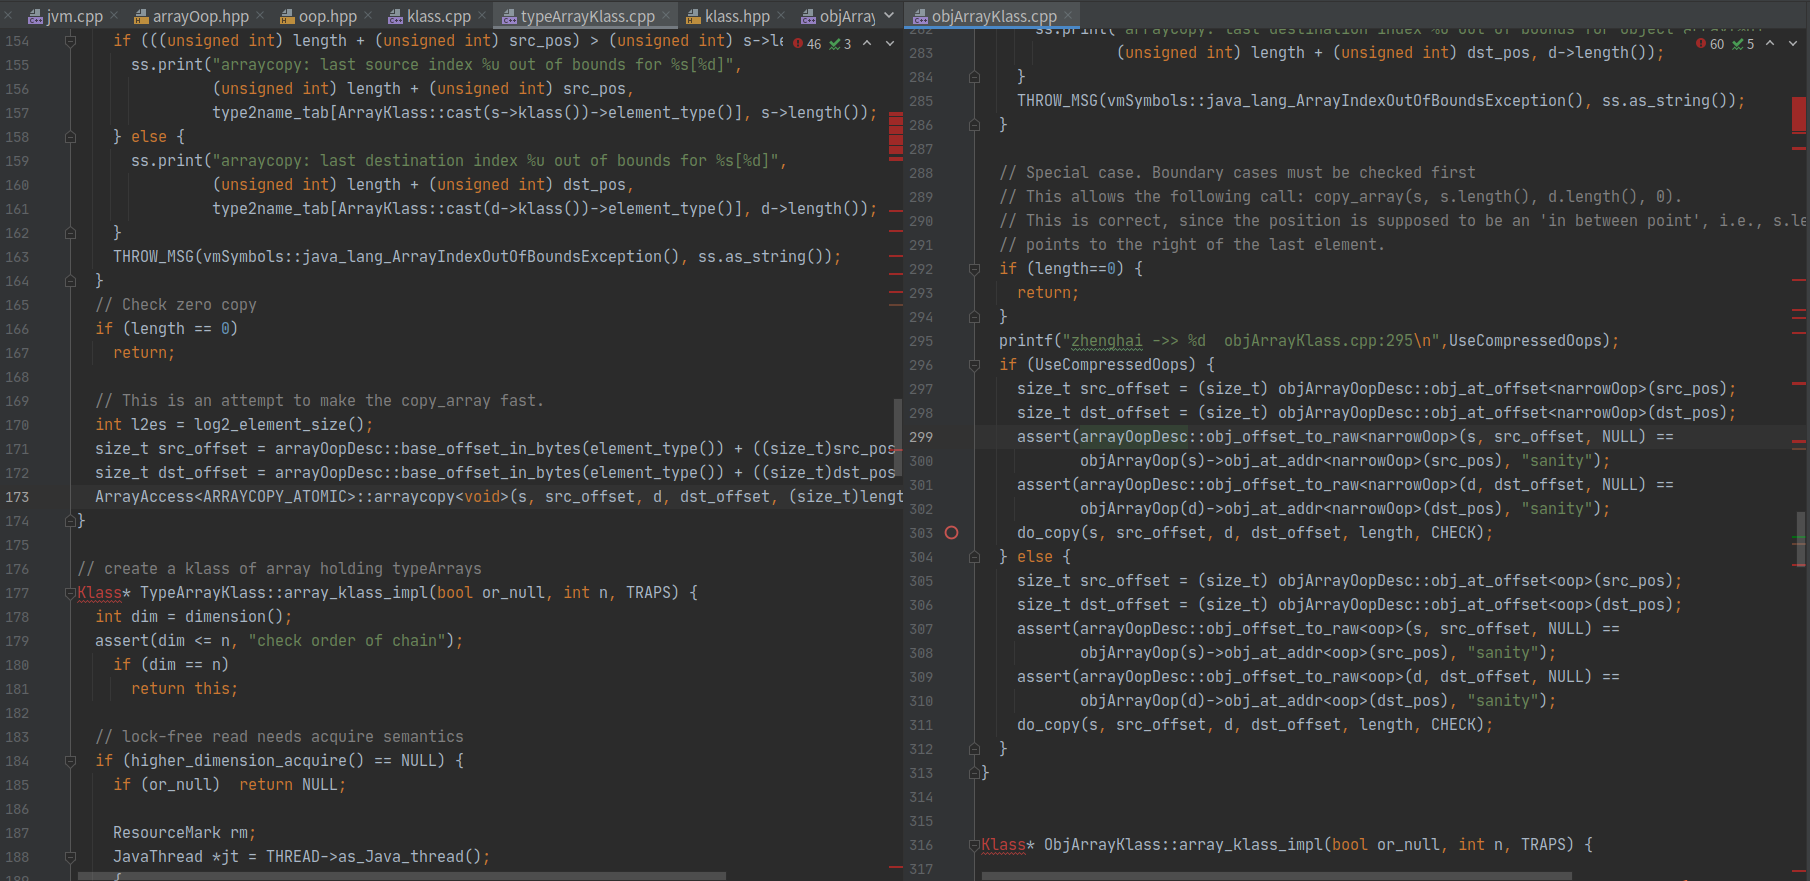 jvm.cpp arrayOop.hpp oop.hpp klass.cpp typeArrayKlass.cpp klass.hpp objArray
46 3
154 if (((unsigned int) length + (unsigned int) src_pos) > (unsigned int) s->le
155 ss.print("arraycopy: last source index %u out of bounds for %s[%d]",
156 (unsigned int) length + (unsigned int) src_pos,
157 type2name_tab[ArrayKlass::cast(s->klass())->element_type()], s->length());
158 } else {
159 ss.print("arraycopy: last destination index %u out of bounds for %s[%d]",
160 (unsigned int) length + (unsigned int) dst_pos,
161 type2name_tab[ArrayKlass::cast(d->klass())->element_type()], d->length());
162 }
163 THROW_MSG(vmSymbols::java_lang_ArrayIndexOutOfBoundsException(), ss.as_string());
164 }
165 // Check zero copy
166 if (length == 0)
167 return;
168
169 // This is an attempt to make the copy_array fast.
170 int l2es = log2_element_size();
171 size_t src_offset = arrayOopDesc::base_offset_in_bytes(element_type()) + ((size_t)src_pos
172 size_t dst_offset = arrayOopDesc::base_offset_in_bytes(element_type()) + ((size_t)dst_pos
173 ArrayAccess<ARRAYCOPY_ATOMIC>::arraycopy<void>(s, src_offset, d, dst_offset, (size_t)lengt
174 }
175
176 // create a klass of array holding typeArrays
177 Klass* TypeArrayKlass::array_klass_impl(bool or_null, int n, TRAPS) {
178 int dim = dimension();
179 assert(dim <= n, "check order of chain");
180 if (dim == n)
181 return this;
182
183 // lock-free read needs acquire semantics
184 if (higher_dimension_acquire() == NULL) {
185 if (or_null) return NULL;
186
187 ResourceMark rm;
188 JavaThread *jt = THREAD->as_Java_thread();
189 {
objArrayKlass.cpp
60 5
282 ss.print("arraycopy: last destination index %u out of bounds for object array[%d]",
283 (unsigned int) length + (unsigned int) dst_pos, d->length());
284 }
285 THROW_MSG(vmSymbols::java_lang_ArrayIndexOutOfBoundsException(), ss.as_string());
286 }
287
288 // Special case. Boundary cases must be checked first
289 // This allows the following call: copy_array(s, s.length(), d.length(), 0).
290 // This is correct, since the position is supposed to be an 'in between point', i.e., s.le
291 // points to the right of the last element.
292 if (length==0) {
293 return;
294 }
295 printf("zhenghai ->> %d  objArrayKlass.cpp:295\n",UseCompressedOops);
296 if (UseCompressedOops) {
297 size_t src_offset = (size_t) objArrayOopDesc::obj_at_offset<narrowOop>(src_pos);
298 size_t dst_offset = (size_t) objArrayOopDesc::obj_at_offset<narrowOop>(dst_pos);
299 assert(arrayOopDesc::obj_offset_to_raw<narrowOop>(s, src_offset, NULL) ==
300 objArrayOop(s)->obj_at_addr<narrowOop>(src_pos), "sanity");
301 assert(arrayOopDesc::obj_offset_to_raw<narrowOop>(d, dst_offset, NULL) ==
302 objArrayOop(d)->obj_at_addr<narrowOop>(dst_pos), "sanity");
303 do_copy(s, src_offset, d, dst_offset, length, CHECK);
304 } else {
305 size_t src_offset = (size_t) objArrayOopDesc::obj_at_offset<oop>(src_pos);
306 size_t dst_offset = (size_t) objArrayOopDesc::obj_at_offset<oop>(dst_pos);
307 assert(arrayOopDesc::obj_offset_to_raw<oop>(s, src_offset, NULL) ==
308 objArrayOop(s)->obj_at_addr<oop>(src_pos), "sanity");
309 assert(arrayOopDesc::obj_offset_to_raw<oop>(d, dst_offset, NULL) ==
310 objArrayOop(d)->obj_at_addr<oop>(dst_pos), "sanity");
311 do_copy(s, src_offset, d, dst_offset, length, CHECK);
312 }
313 }
314
315
316 Klass* ObjArrayKlass::array_klass_impl(bool or_null, int n, TRAPS) {
317